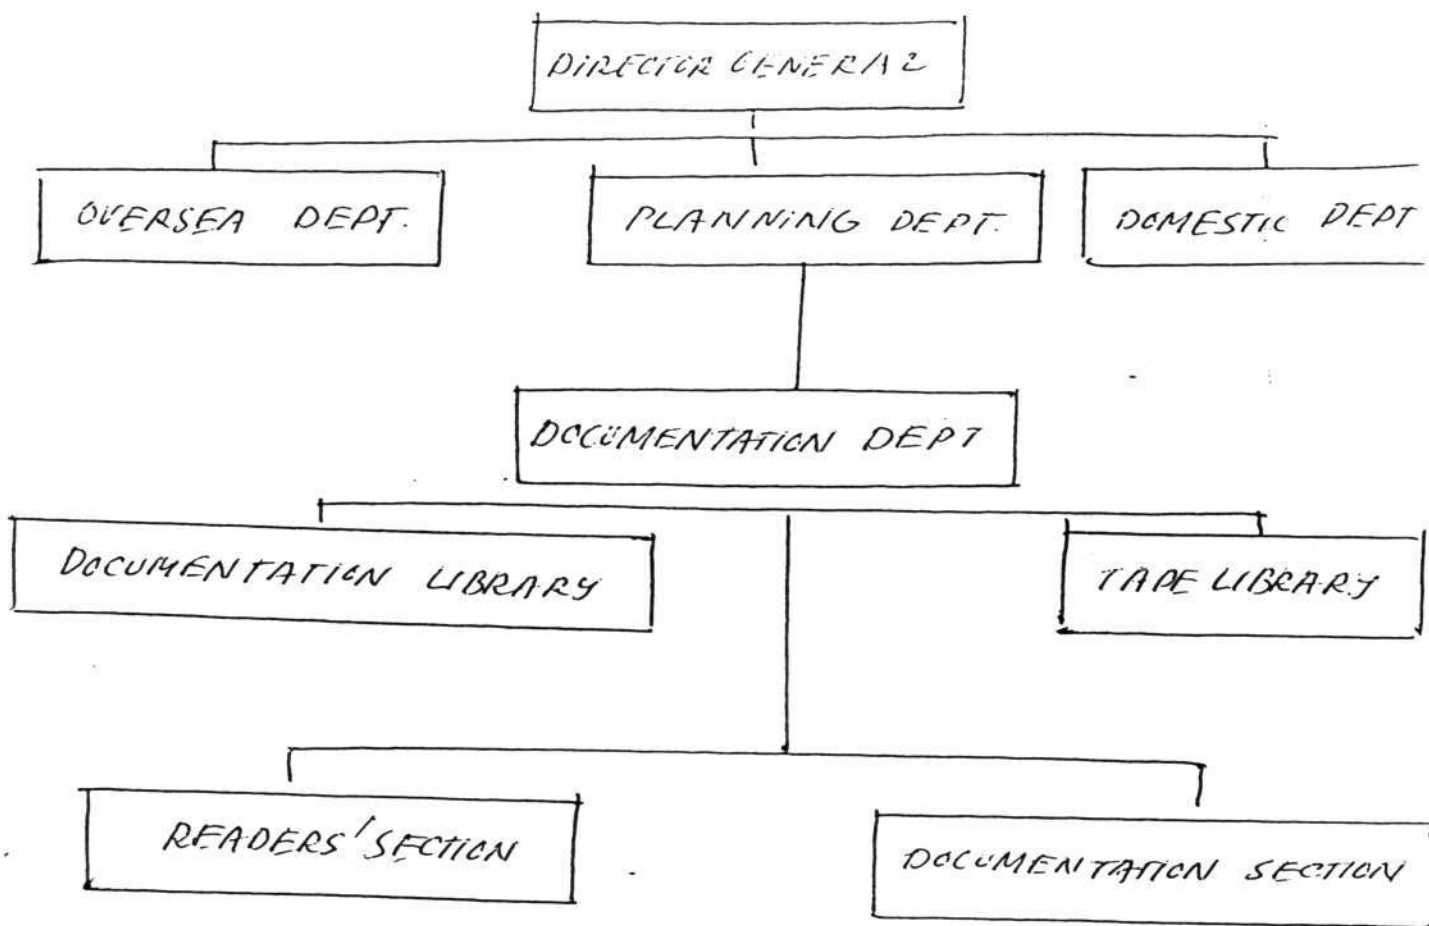 DIRECTOR GENERAL
OVERSEA DEPT.
PLANNING DEPT.
DOMESTIC DEPT
DOCUMENTATION DEPT
DOCUMENTATION LIBRARY
TAPE LIBRARY
READERS' SECTION
DOCUMENTATION SECTION